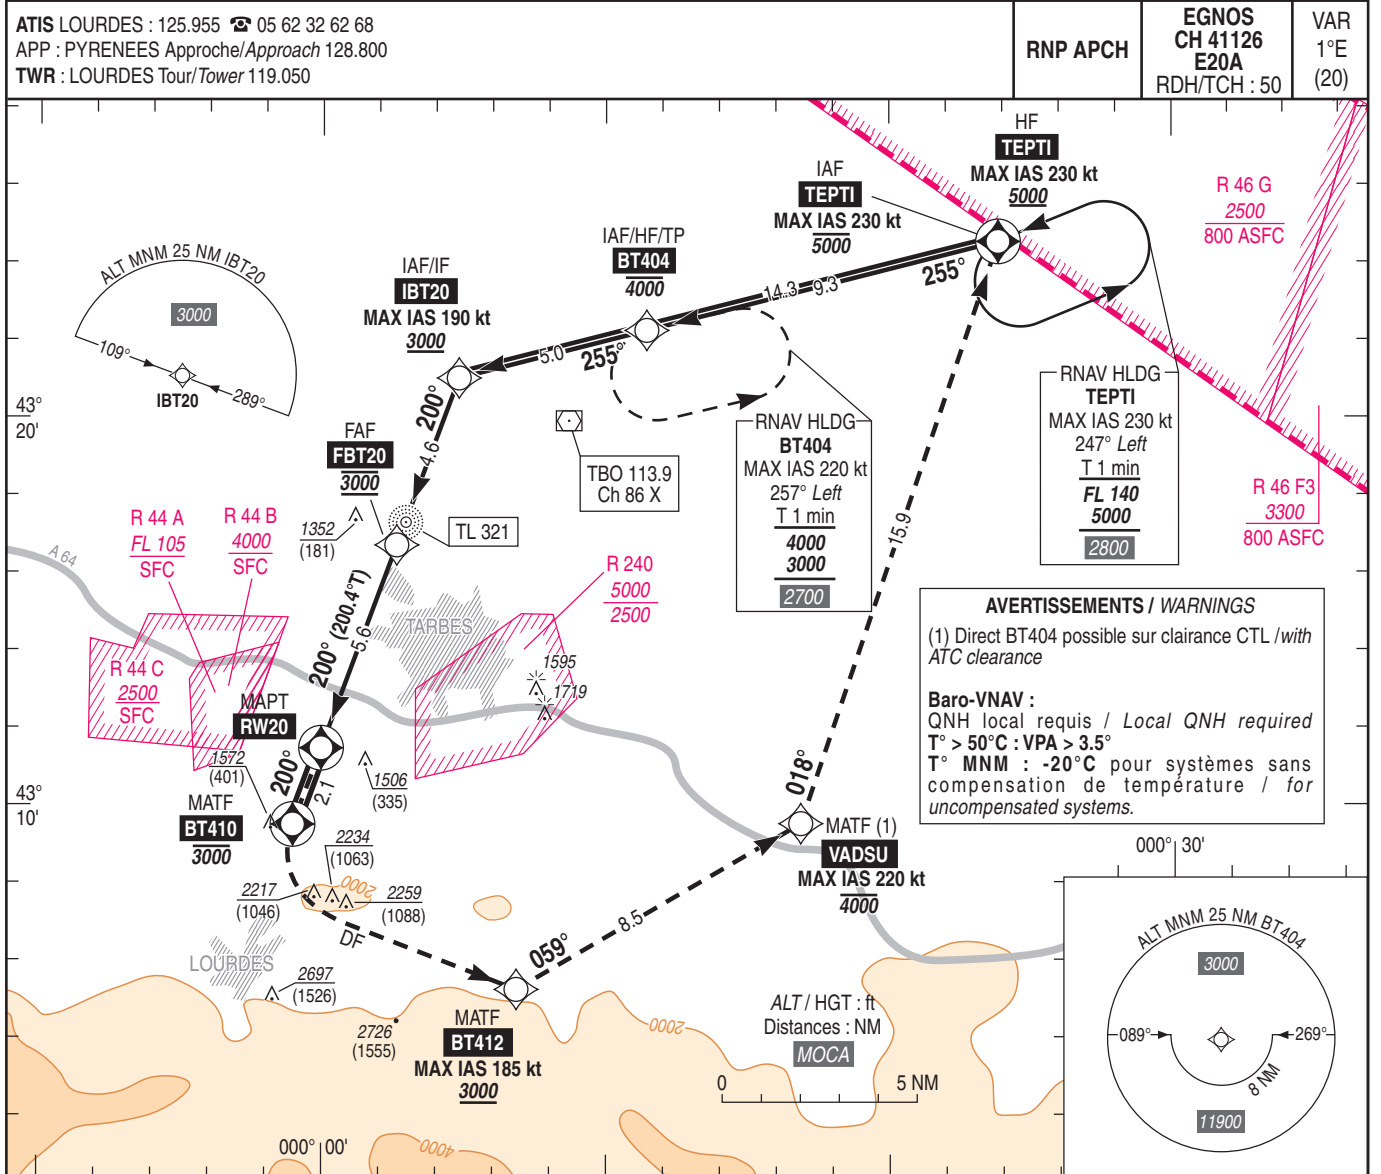 ATIS LOURDES : 125.955 ☎ 05 62 32 62 68
APP : PYRENEES Approche/Approach 128.800
TWR : LOURDES Tour/Tower 119.050
RNP APCH
EGNOS
CH 41126
E20A
RDH/TCH : 50
VAR
1°E
(20)
HF
TEPTI
MAX IAS 230 kt
5000
IAF
TEPTI
MAX IAS 230 kt
5000
R 46 G
2500
800 ASFC
IAF/HF/TP
BT404
4000
IAF/IF
IBT20
MAX IAS 190 kt
3000
ALT MNM 25 NM IBT20
3000
109°
289°
IBT20
255°
14.3
9.3
5.0
255°
43°
20'
200°
4.6
FAF
FBT20
3000
TBO 113.9
Ch 86 X
TL 321
RNAV HLDG
BT404
MAX IAS 220 kt
257° Left
T 1 min
4000
3000
2700
RNAV HLDG
TEPTI
MAX IAS 230 kt
247° Left
T 1 min
FL 140
5000
2800
R 46 F3
3300
800 ASFC
15.9
1352
(181)
R 44 A
FL 105
SFC
R 44 B
4000
SFC
A 64
R 240
5000
2500
TARBES
200° (200.4°T)
5.6
R 44 C
2500
SFC
1595
1719
MAPT
RW20
1572
(401)
200°
2.1
1506
(335)
43°
10'
MATF
BT410
3000
2234
(1063)
2217
(1046)
2000
2259
(1088)
DF
LOURDES
2697
(1526)
2726
(1555)
MATF
BT412
MAX IAS 185 kt
3000
059°
8.5
018°
MATF (1)
VADSU
MAX IAS 220 kt
4000
AVERTISSEMENTS / WARNINGS
(1) Direct BT404 possible sur clairance CTL /with
ATC clearance
Baro-VNAV :
QNH local requis / Local QNH required
T° > 50°C : VPA > 3.5°
T° MNM : -20°C pour systèmes sans
compensation de température / for
uncompensated systems.
000° 30'
ALT MNM 25 NM BT404
3000
089°
269°
8 NM
11900
ALT / HGT : ft
Distances : NM
MOCA
0 5 NM
2000
4000
000° 00'